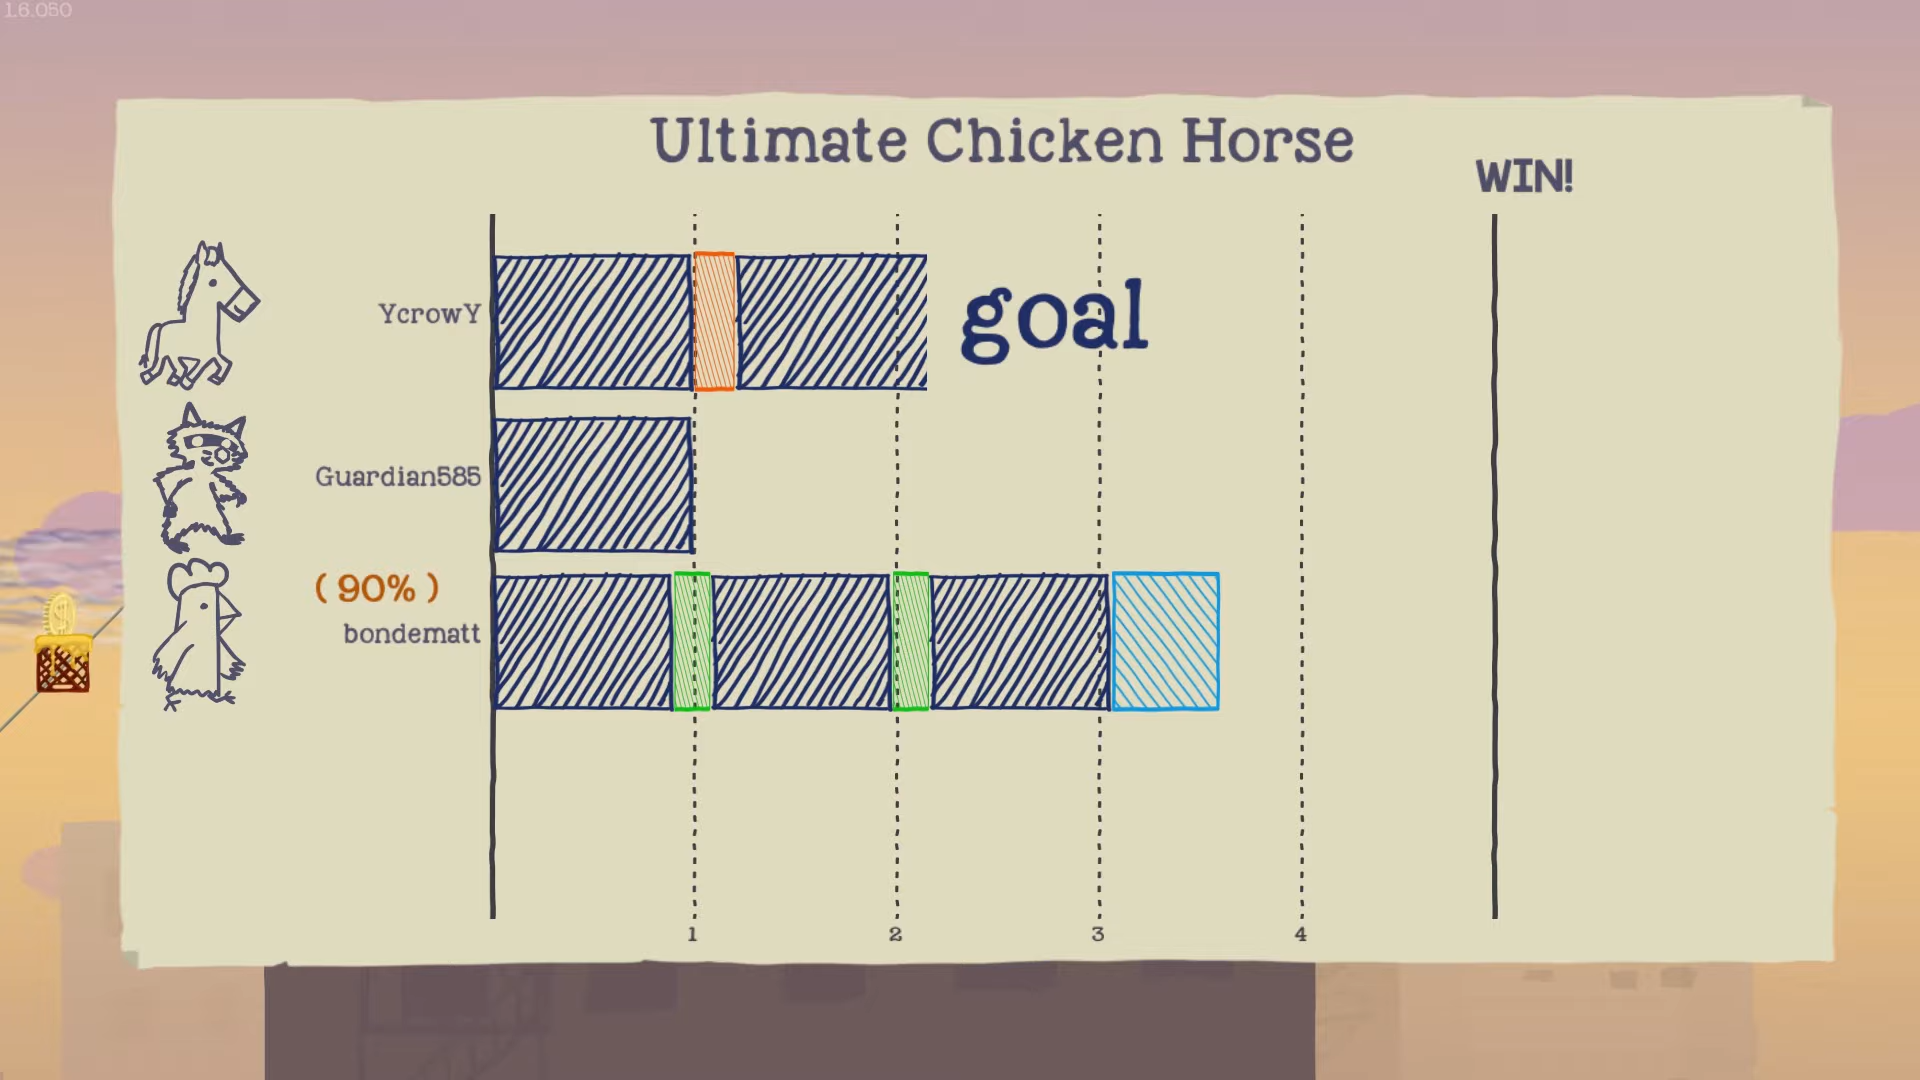 1.6.050
Ultimate Chicken Horse
WIN!
YcrowY
goal
Guardian585
( 90% )
bondematt
1 2 3 4